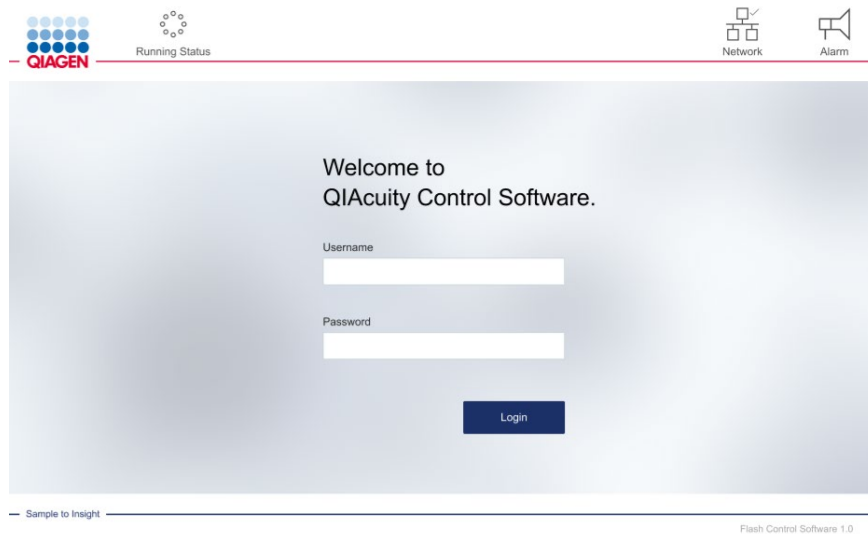 QIAGEN
Running Status
Network
Alarm
Welcome to
QIAcuity Control Software.
Username
Password
Login
Sample to Insight
Flash Control Software 1.0